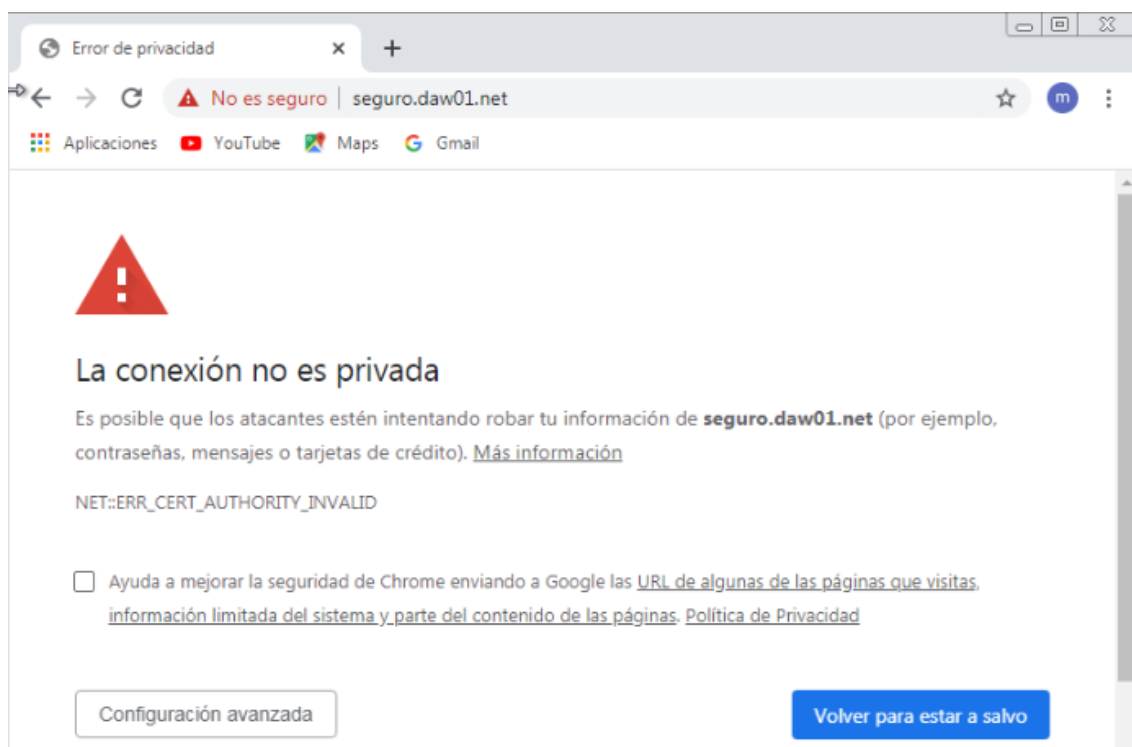 Error de privacidad
No es seguro seguro.daw01.net
m
Aplicaciones YouTube Maps G Gmail
La conexión no es privada
Es posible que los atacantes estén intentando robar tu información de seguro.daw01.net (por ejemplo,
contraseñas, mensajes o tarjetas de crédito). Más información
NET::ERR_CERT_AUTHORITY_INVALID
Ayuda a mejorar la seguridad de Chrome enviando a Google las URL de algunas de las páginas que visitas,
información limitada del sistema y parte del contenido de las páginas. Política de Privacidad
Configuración avanzada
Volver para estar a salvo